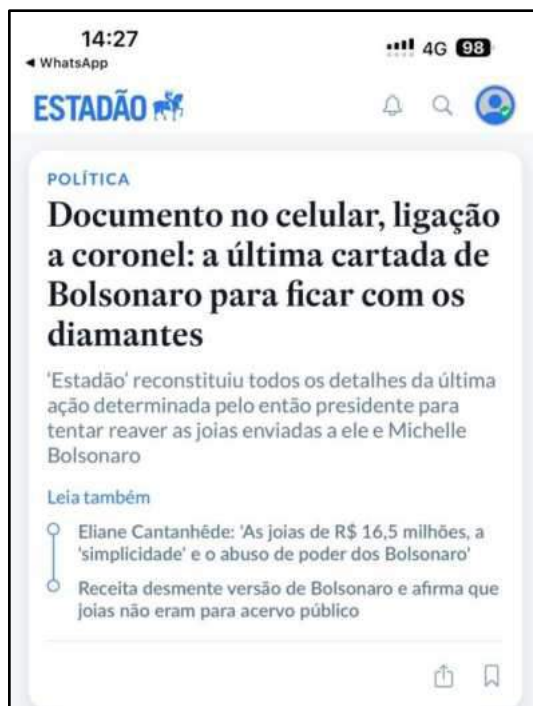 14:27
4G 98
◄ WhatsApp
ESTADÃO
POLÍTICA
Documento no celular, ligação
a coronel: a última cartada de
Bolsonaro para ficar com os
diamantes
'Estadão' reconstituiu todos os detalhes da última
ação determinada pelo então presidente para
tentar reaver as joias enviadas a ele e Michelle
Bolsonaro
Leia também
Eliane Cantanhêde: 'As joias de R$ 16,5 milhões, a
'simplicidade' e o abuso de poder dos Bolsonaro'
Receita desmente versão de Bolsonaro e afirma que
joias não eram para acervo público